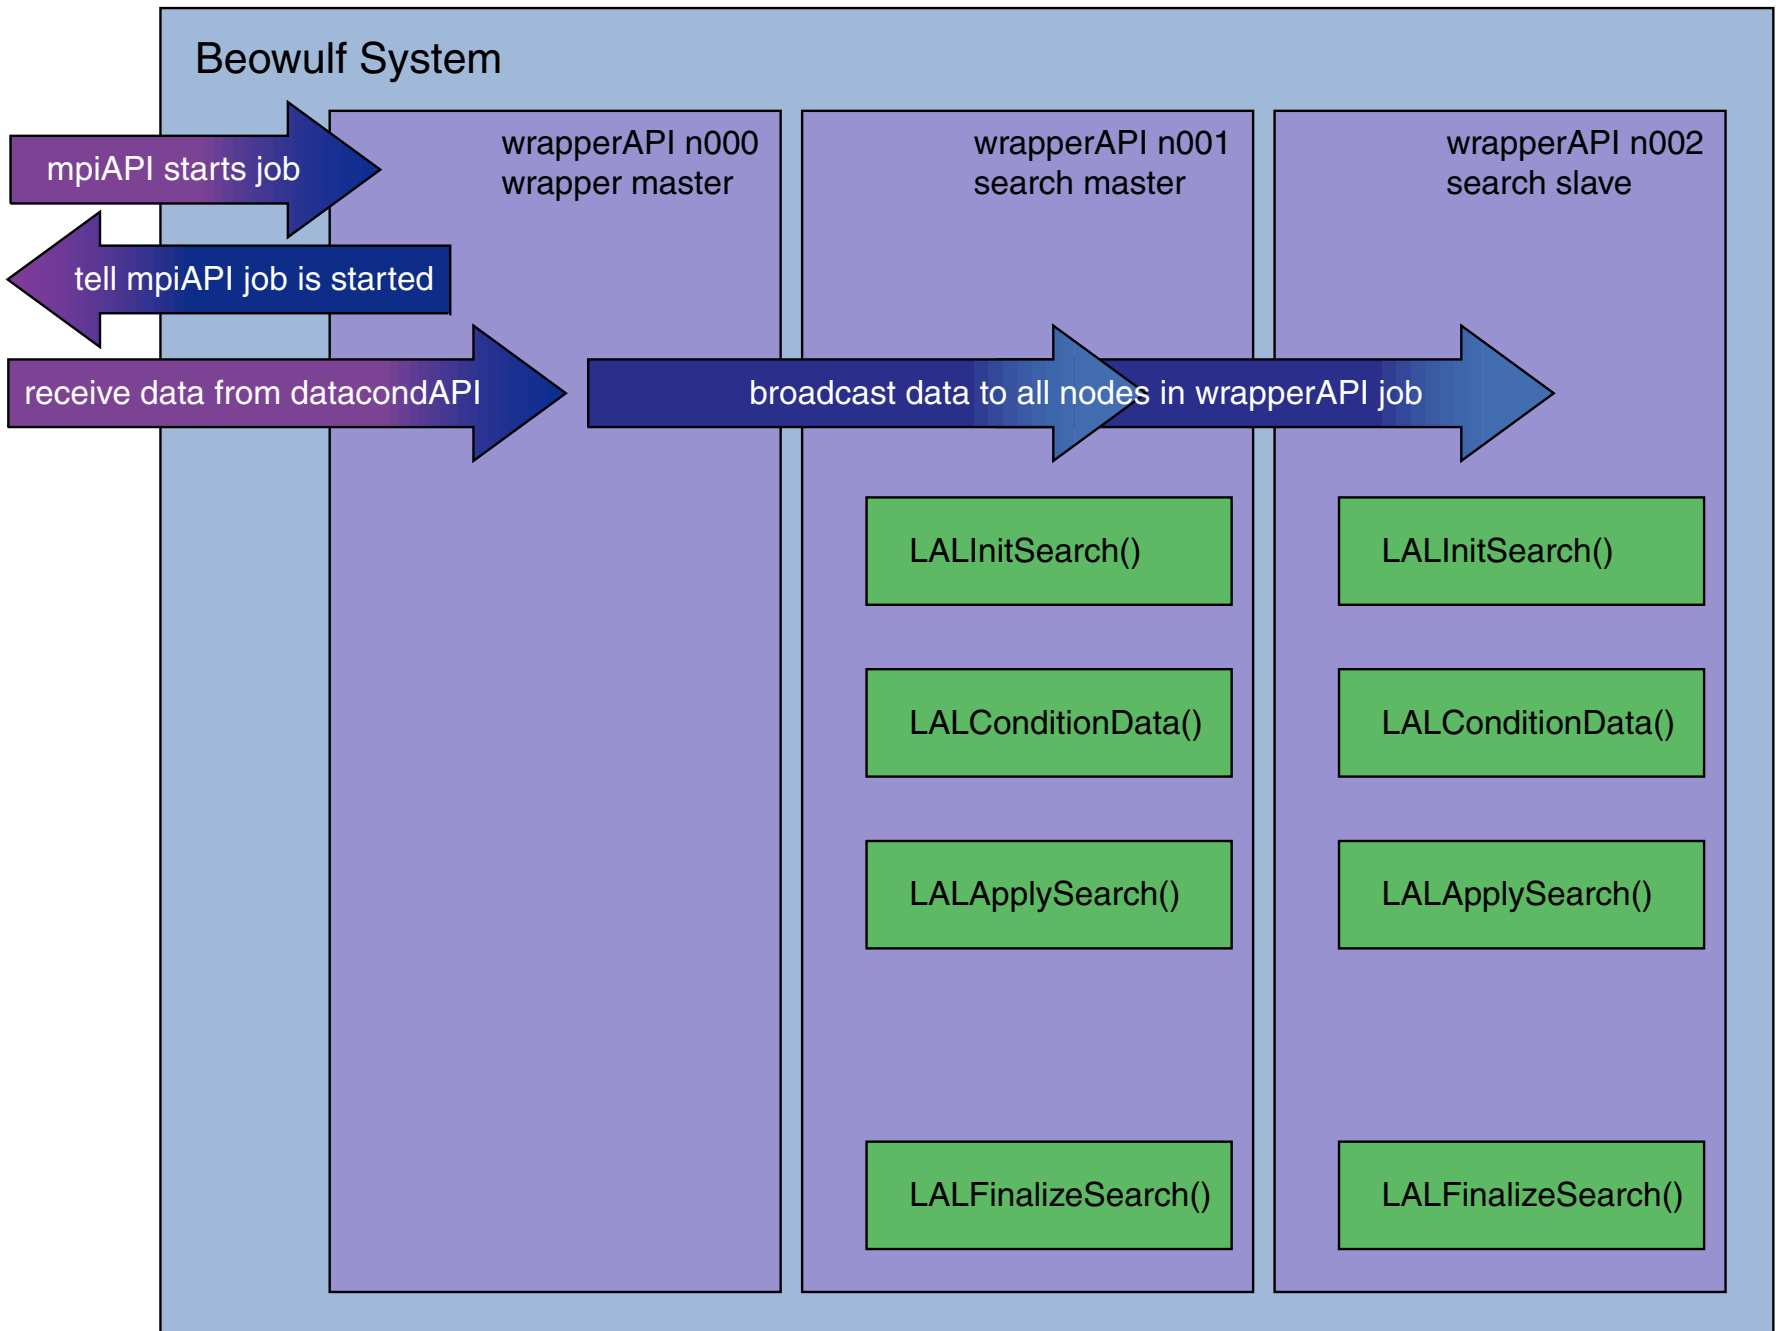 Beowulf System
mpiAPI starts job
wrapperAPI n000
wrapper master
wrapperAPI n001
search master
wrapperAPI n002
search slave
tell mpiAPI job is started
receive data from datacondAPI
broadcast data to all nodes in wrapperAPI job
LALInitSearch()
LALInitSearch()
LALConditionData()
LALConditionData()
LALApplySearch()
LALApplySearch()
LALFinalizeSearch()
LALFinalizeSearch()